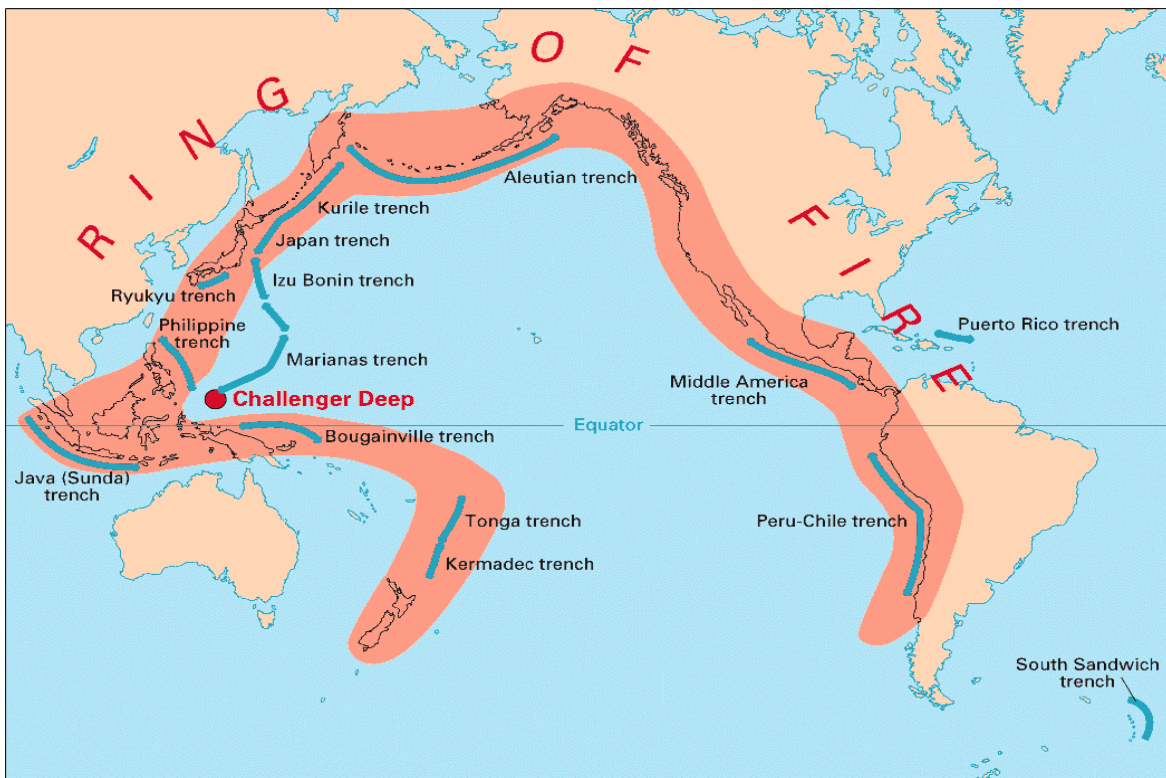 RING OF FIRE
Aleutian trench
Kurile trench
Japan trench
Izu Bonin trench
Ryukyu trench
Philippine
trench
Marianas trench
Challenger Deep
Bougainville trench
Equator
Java (Sunda)
trench
Tonga trench
Kermadec trench
Middle America
trench
Puerto Rico trench
Peru-Chile trench
South Sandwich
trench